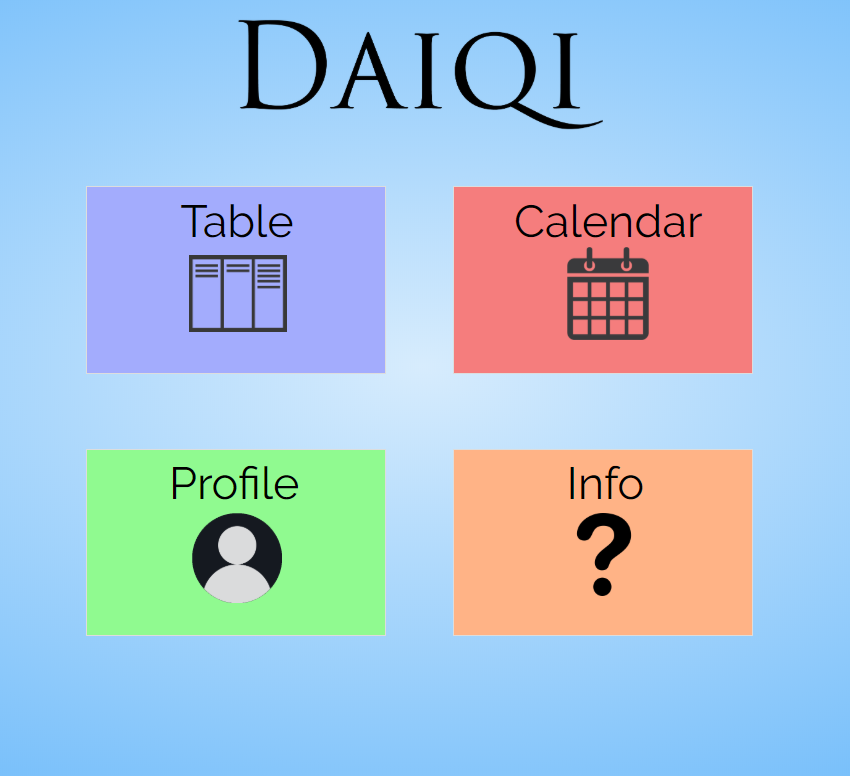 DAIQI
Table
Calendar
Profile
Info
?